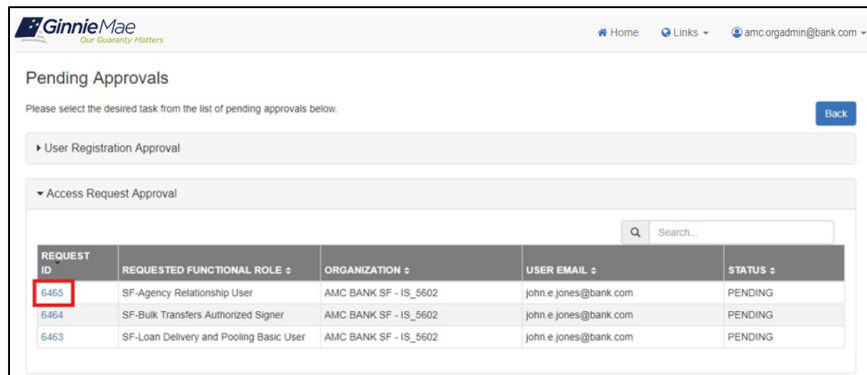 GinnieMae
Our Guaranty Matters
Home Links amc.orgadmin@bank.com
Pending Approvals
Please select the desired task from the list of pending approvals below.
Back
User Registration Approval
Access Request Approval
Search...
REQUEST
ID REQUESTED FUNCTIONAL ROLE ORGANIZATION USER EMAIL STATUS
6465 SF-Agency Relationship User AMC BANK SF - IS_5602 john.e.jones@bank.com PENDING
6464 SF-Bulk Transfers Authorized Signer AMC BANK SF - IS_5602 john.e.jones@bank.com PENDING
6463 SF-Loan Delivery and Pooling Basic User AMC BANK SF - IS_5602 john.e.jones@bank.com PENDING